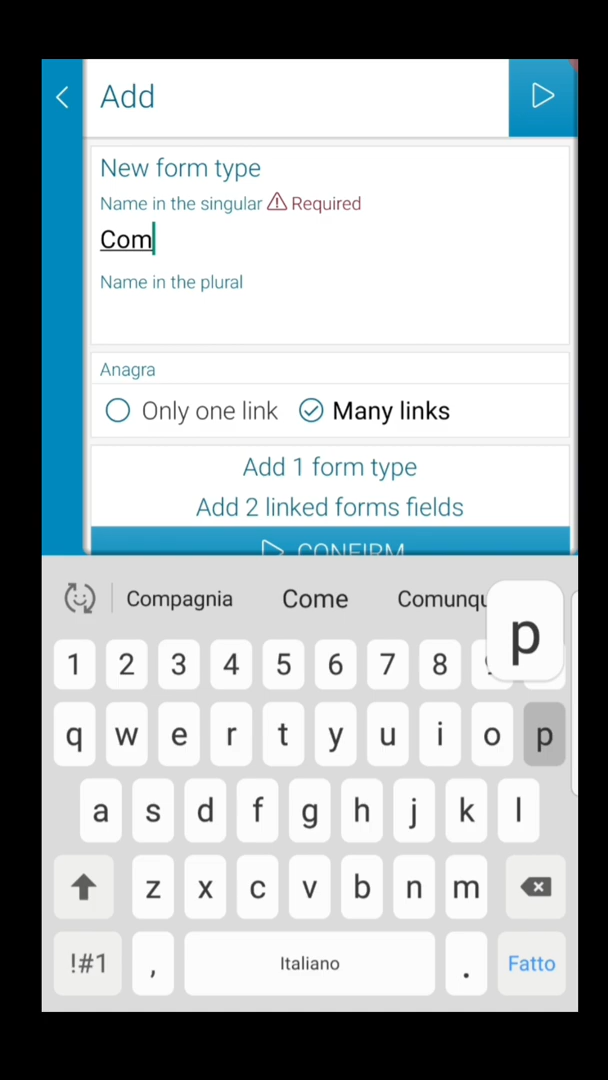 Add
New form type
Name in the singular Required
Com
Name in the plural
Anagra
Only one link Many links
Add 1 form type
Add 2 linked forms fields
CONFIRM
Compagnia Come Comunqu
p
1 2 3 4 5 6 7 8
q w e r t y u i o p
a s d f g h j k l
z x c v b n m
!#1 , Italiano . Fatto